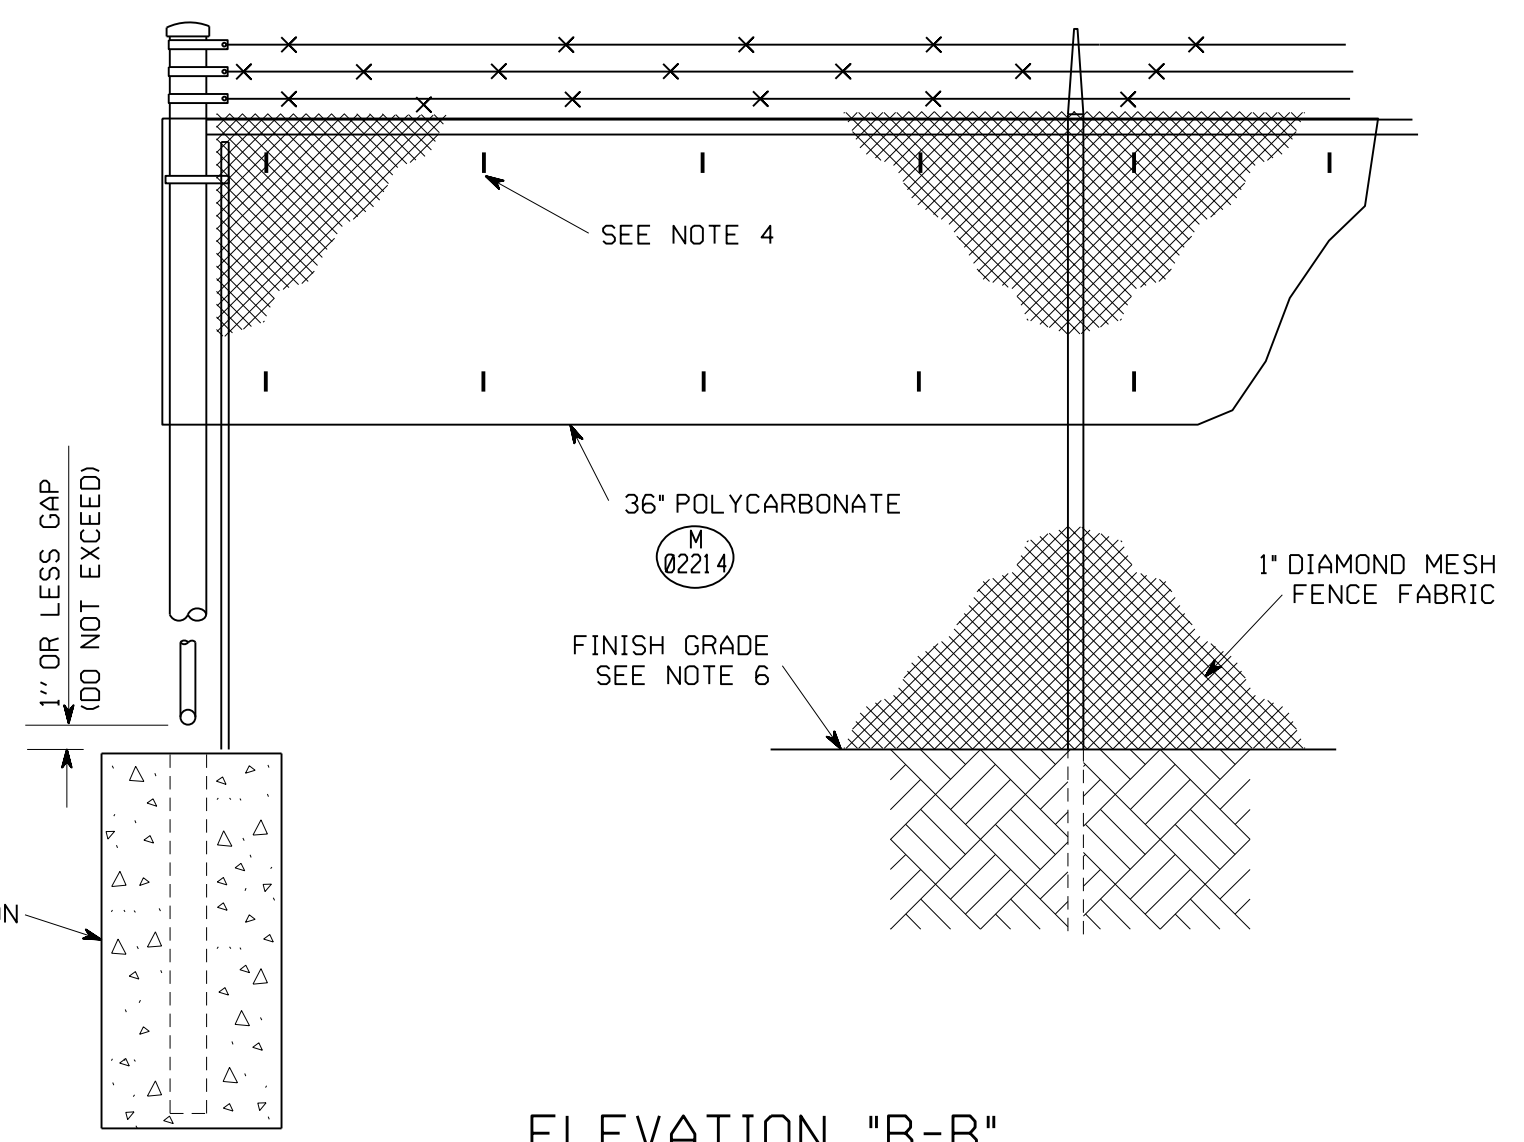 SEE NOTE 4
1'' OR LESS GAP
(DO NOT EXCEED)
36" POLYCARBONATE
M
02214
1" DIAMOND MESH
FENCE FABRIC
FINISH GRADE
SEE NOTE 6
ELEVATION "B-B"